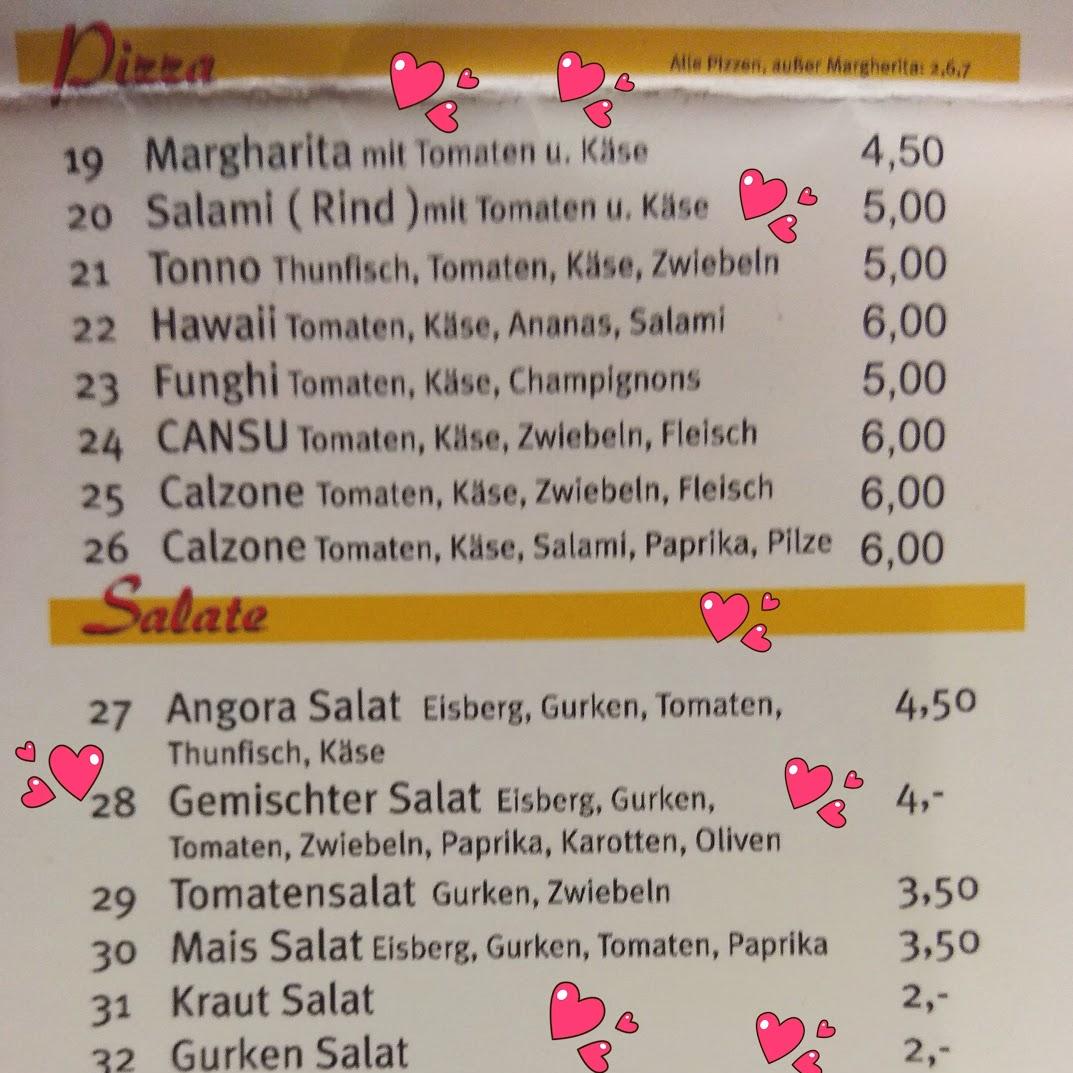 Pizza Alle Pizzen, außer Margherita: 2,6,7
19 Margharita mit Tomaten u. Käse 4,50
20 Salami ( Rind )mit Tomaten u. Käse 5,00
21 Tonno Thunfisch, Tomaten, Käse, Zwiebeln 5,00
22 Hawaii Tomaten, Käse, Ananas, Salami 6,00
23 Funghi Tomaten, Käse, Champignons 5,00
24 CANSU Tomaten, Käse, Zwiebeln, Fleisch 6,00
25 Calzone Tomaten, Käse, Zwiebeln, Fleisch 6,00
26 Calzone Tomaten, Käse, Salami, Paprika, Pilze 6,00
Salate
27 Angora Salat Eisberg, Gurken, Tomaten, 4,50
Thunfisch, Käse
28 Gemischter Salat Eisberg, Gurken, 4,-
Tomaten, Zwiebeln, Paprika, Karotten, Oliven
29 Tomatensalat Gurken, Zwiebeln 3,50
30 Mais Salat Eisberg, Gurken, Tomaten, Paprika 3,50
31 Kraut Salat 2,-
32 Gurken Salat 2,-